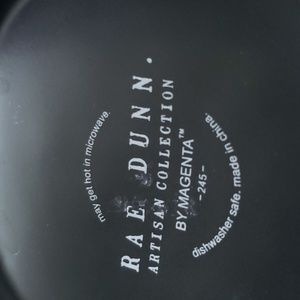 may get hot in microwave.
RAE DUNN.
ARTISAN COLLECTION
BY MAGENTA™
–245–
dishwasher safe. made in china.